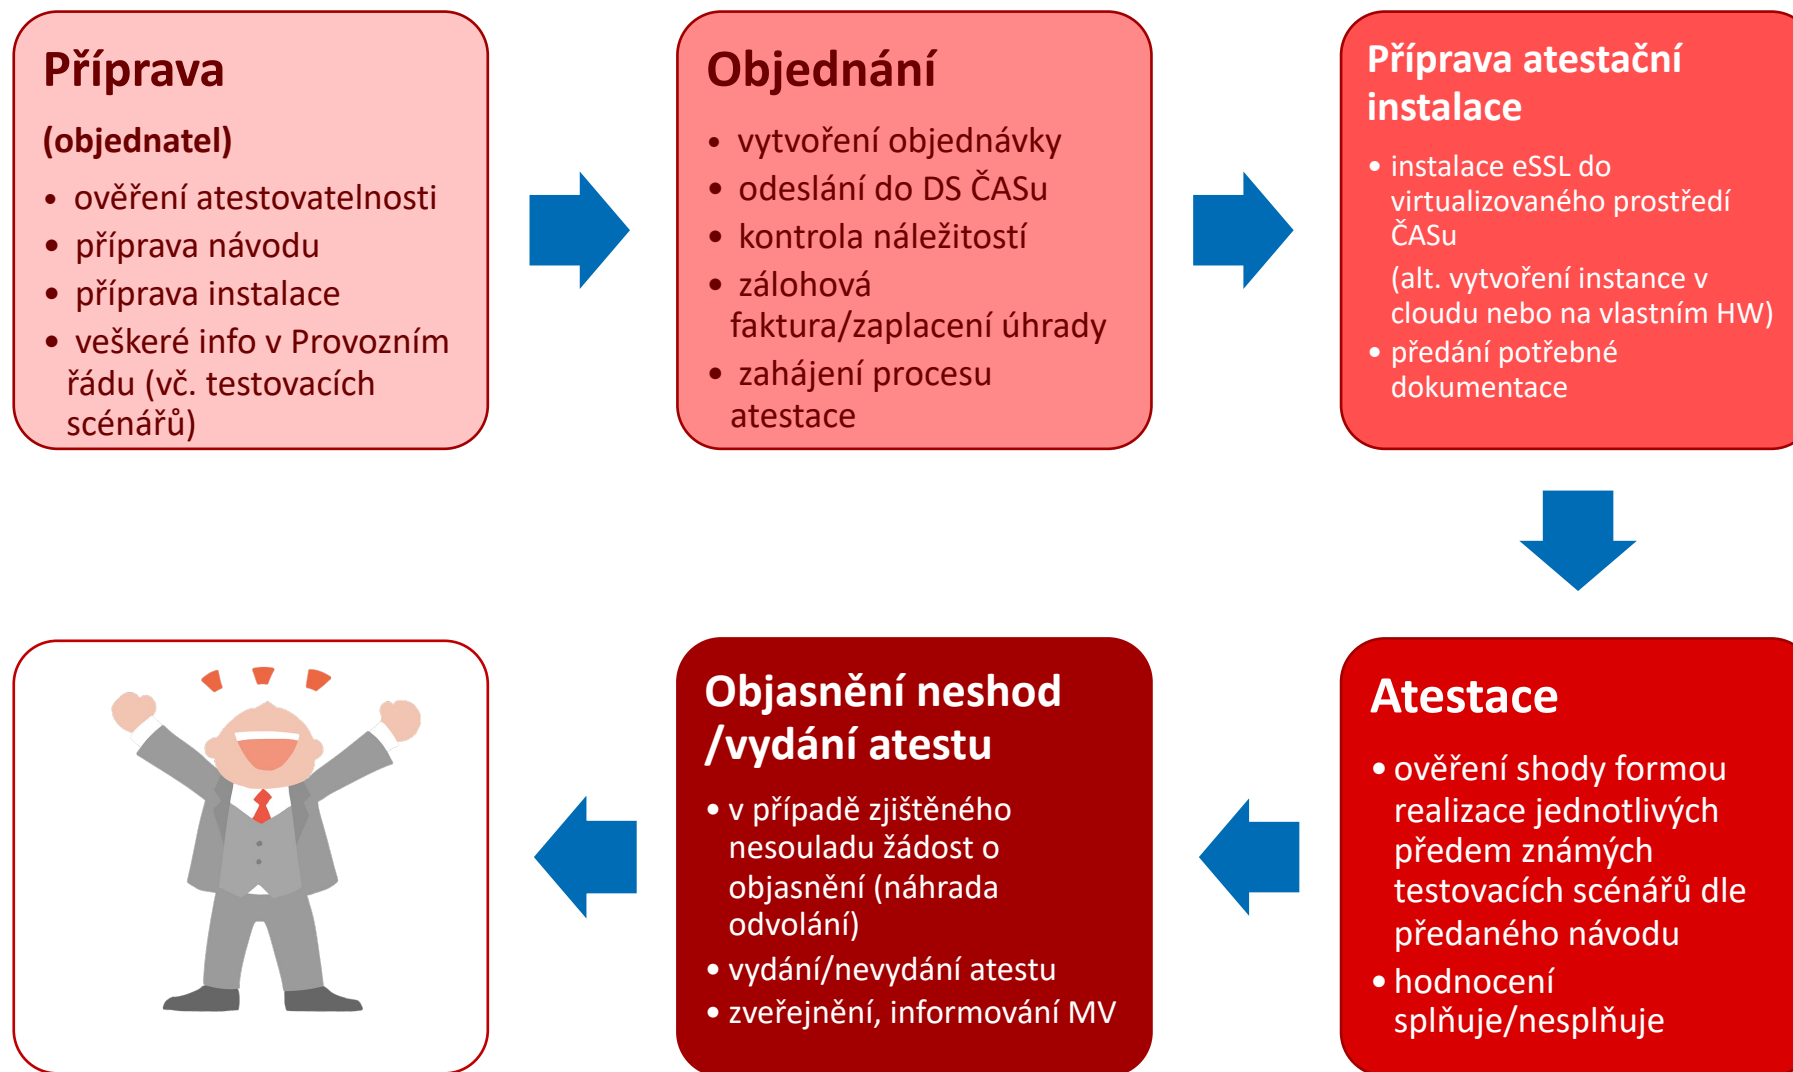 Příprava
(objednatel)
• ověření atestovatelnosti
• příprava návodu
• příprava instalace
• veškeré info v Provozním
řádu (vč. testovacích
scénářů)
Objednání
• vytvoření objednávky
• odeslání do DS ČASu
• kontrola náležitostí
• zálohová
faktura/zaplacení úhrady
• zahájení procesu
atestace
Příprava atestační
instalace
• instalace eSSL do
virtualizovaného prostředí
ČASu
(alt. vytvoření instance v
cloudu nebo na vlastním HW)
• předání potřebné
dokumentace
Atestace
• ověření shody formou
realizace jednotlivých
předem známých
testovacích scénářů dle
předaného návodu
• hodnocení
splňuje/nesplňuje
Objasnění neshod
/vydání atestu
• v případě zjištěného
nesouladu žádost o
objasnění (náhrada
odvolání)
• vydání/nevydání atestu
• zveřejnění, informování MV